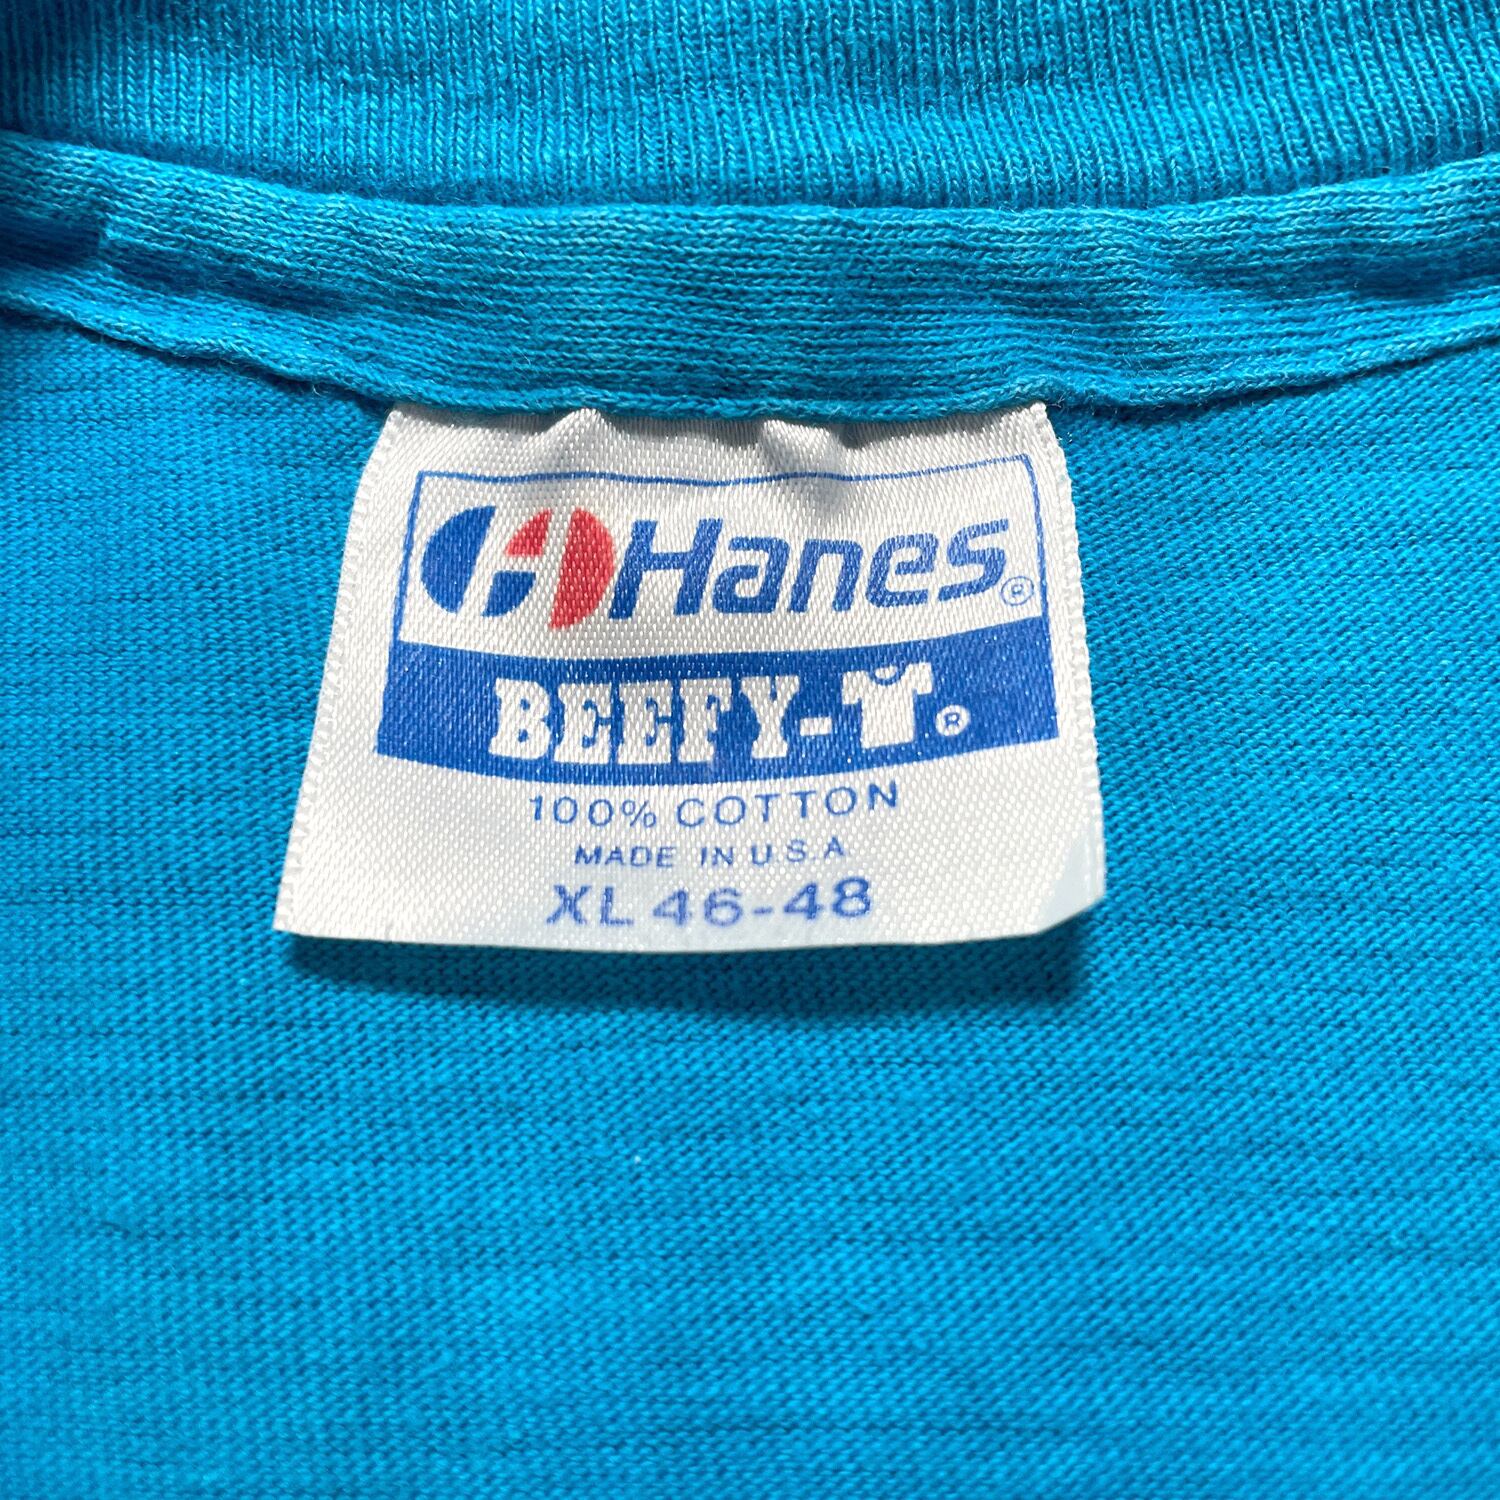 Hanes®
BEEFY-T®
100% COTTON
MADE IN U.S.A
XL 46-48